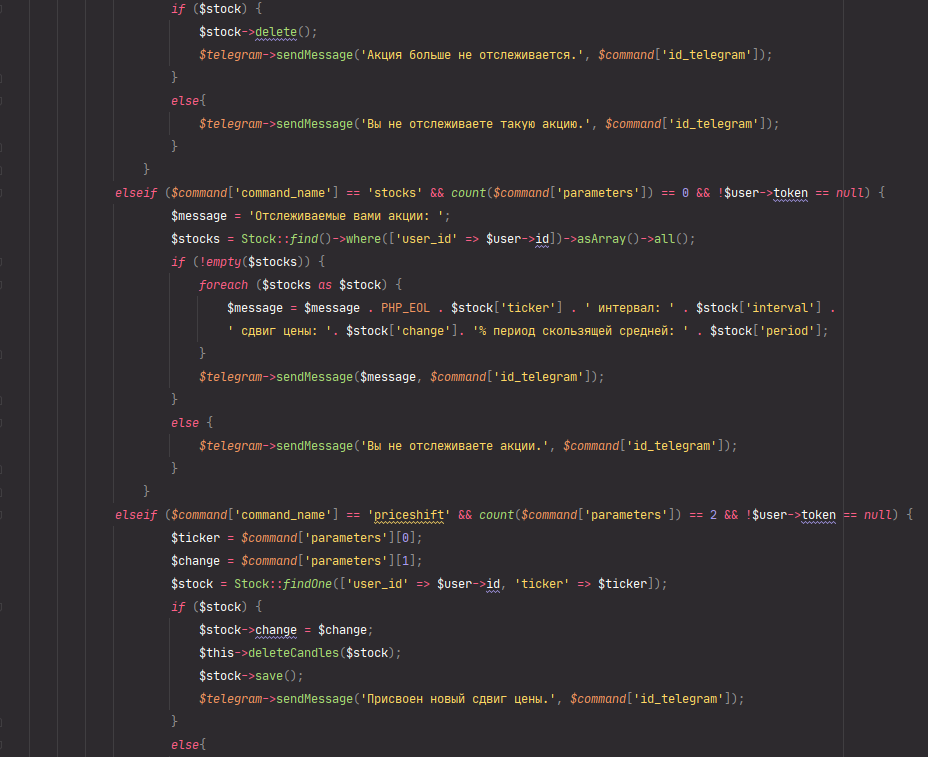 if ($stock) {
$stock->delete();
$telegram->sendMessage('Акция больше не отслеживается.', $command['id_telegram']);
}
else{
$telegram->sendMessage('Вы не отслеживаете такую акцию.', $command['id_telegram']);
}
}
elseif ($command['command_name'] == 'stocks' && count($command['parameters']) == 0 && !$user->token == null) {
$message = 'Отслеживаемые вами акции: ';
$stocks = Stock::find()->where(['user_id' => $user->id])->asArray()->all();
if (!empty($stocks)) {
foreach ($stocks as $stock) {
$message = $message . PHP_EOL . $stock['ticker'] . ' интервал: ' . $stock['interval'] .
' сдвиг цены: '. $stock['change']. '% период скользящей средней: ' . $stock['period'];
}
$telegram->sendMessage($message, $command['id_telegram']);
}
else {
$telegram->sendMessage('Вы не отслеживаете акции.', $command['id_telegram']);
}
}
elseif ($command['command_name'] == 'priceshift' && count($command['parameters']) == 2 && !$user->token == null) {
$ticker = $command['parameters'][0];
$change = $command['parameters'][1];
$stock = Stock::findOne(['user_id' => $user->id, 'ticker' => $ticker]);
if ($stock) {
$stock->change = $change;
$this->deleteCandles($stock);
$stock->save();
$telegram->sendMessage('Присвоен новый сдвиг цены.', $command['id_telegram']);
}
else{